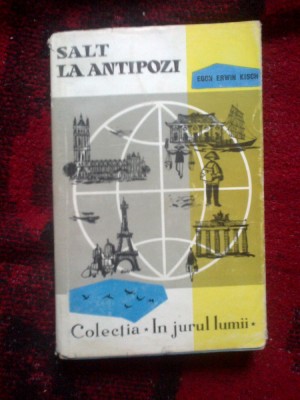 SALT
LA ANTIPOZI
EGON ERWIN KISCH
Colecția • In jurul lumii •